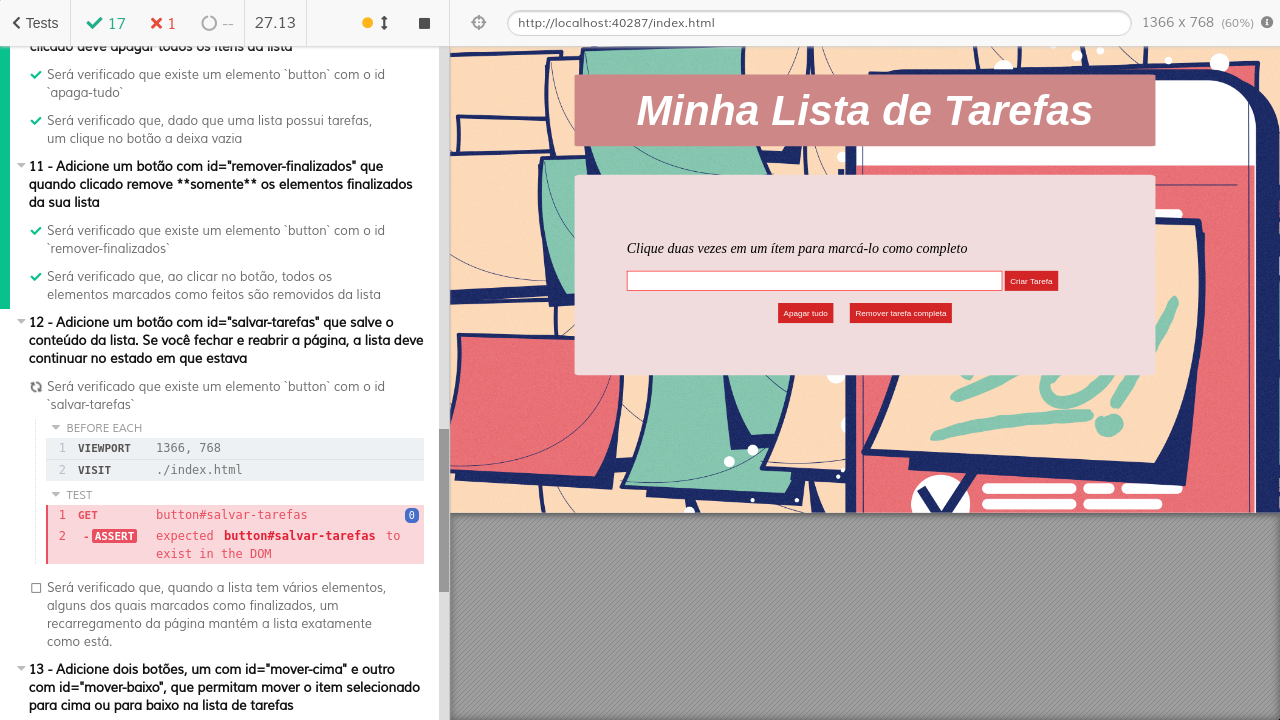 Tests
17
1
--
27.13
http://localhost:40287/index.html
1366 x 768 (60%)
clicado deve apagar todos os itens da lista
Será verificado que existe um elemento `button` com o id
`apaga-tudo`
Será verificado que, dado que uma lista possui tarefas,
um clique no botão a deixa vazia
11 - Adicione um botão com id="remover-finalizados" que
quando clicado remove **somente** os elementos finalizados
da sua lista
Será verificado que existe um elemento `button` com o id
`remover-finalizados`
Será verificado que, ao clicar no botão, todos os
elementos marcados como feitos são removidos da lista
12 - Adicione um botão com id="salvar-tarefas" que salve o
conteúdo da lista. Se você fechar e reabrir a página, a lista deve
continuar no estado em que estava
Será verificado que existe um elemento `button` com o id
`salvar-tarefas`
BEFORE EACH
1 VIEWPORT 1366, 768
2 VISIT ./index.html
TEST
1 GET button#salvar-tarefas 0
2 -ASSERT expected button#salvar-tarefas to
exist in the DOM
Será verificado que, quando a lista tem vários elementos,
alguns dos quais marcados como finalizados, um
recarregamento da página mantém a lista exatamente
como está.
13 - Adicione dois botões, um com id="mover-cima" e outro
com id="mover-baixo", que permitam mover o item selecionado
para cima ou para baixo na lista de tarefas
Minha Lista de Tarefas
Clique duas vezes em um ítem para marcá-lo como completo
Criar Tarefa
Apagar tudo
Remover tarefa completa